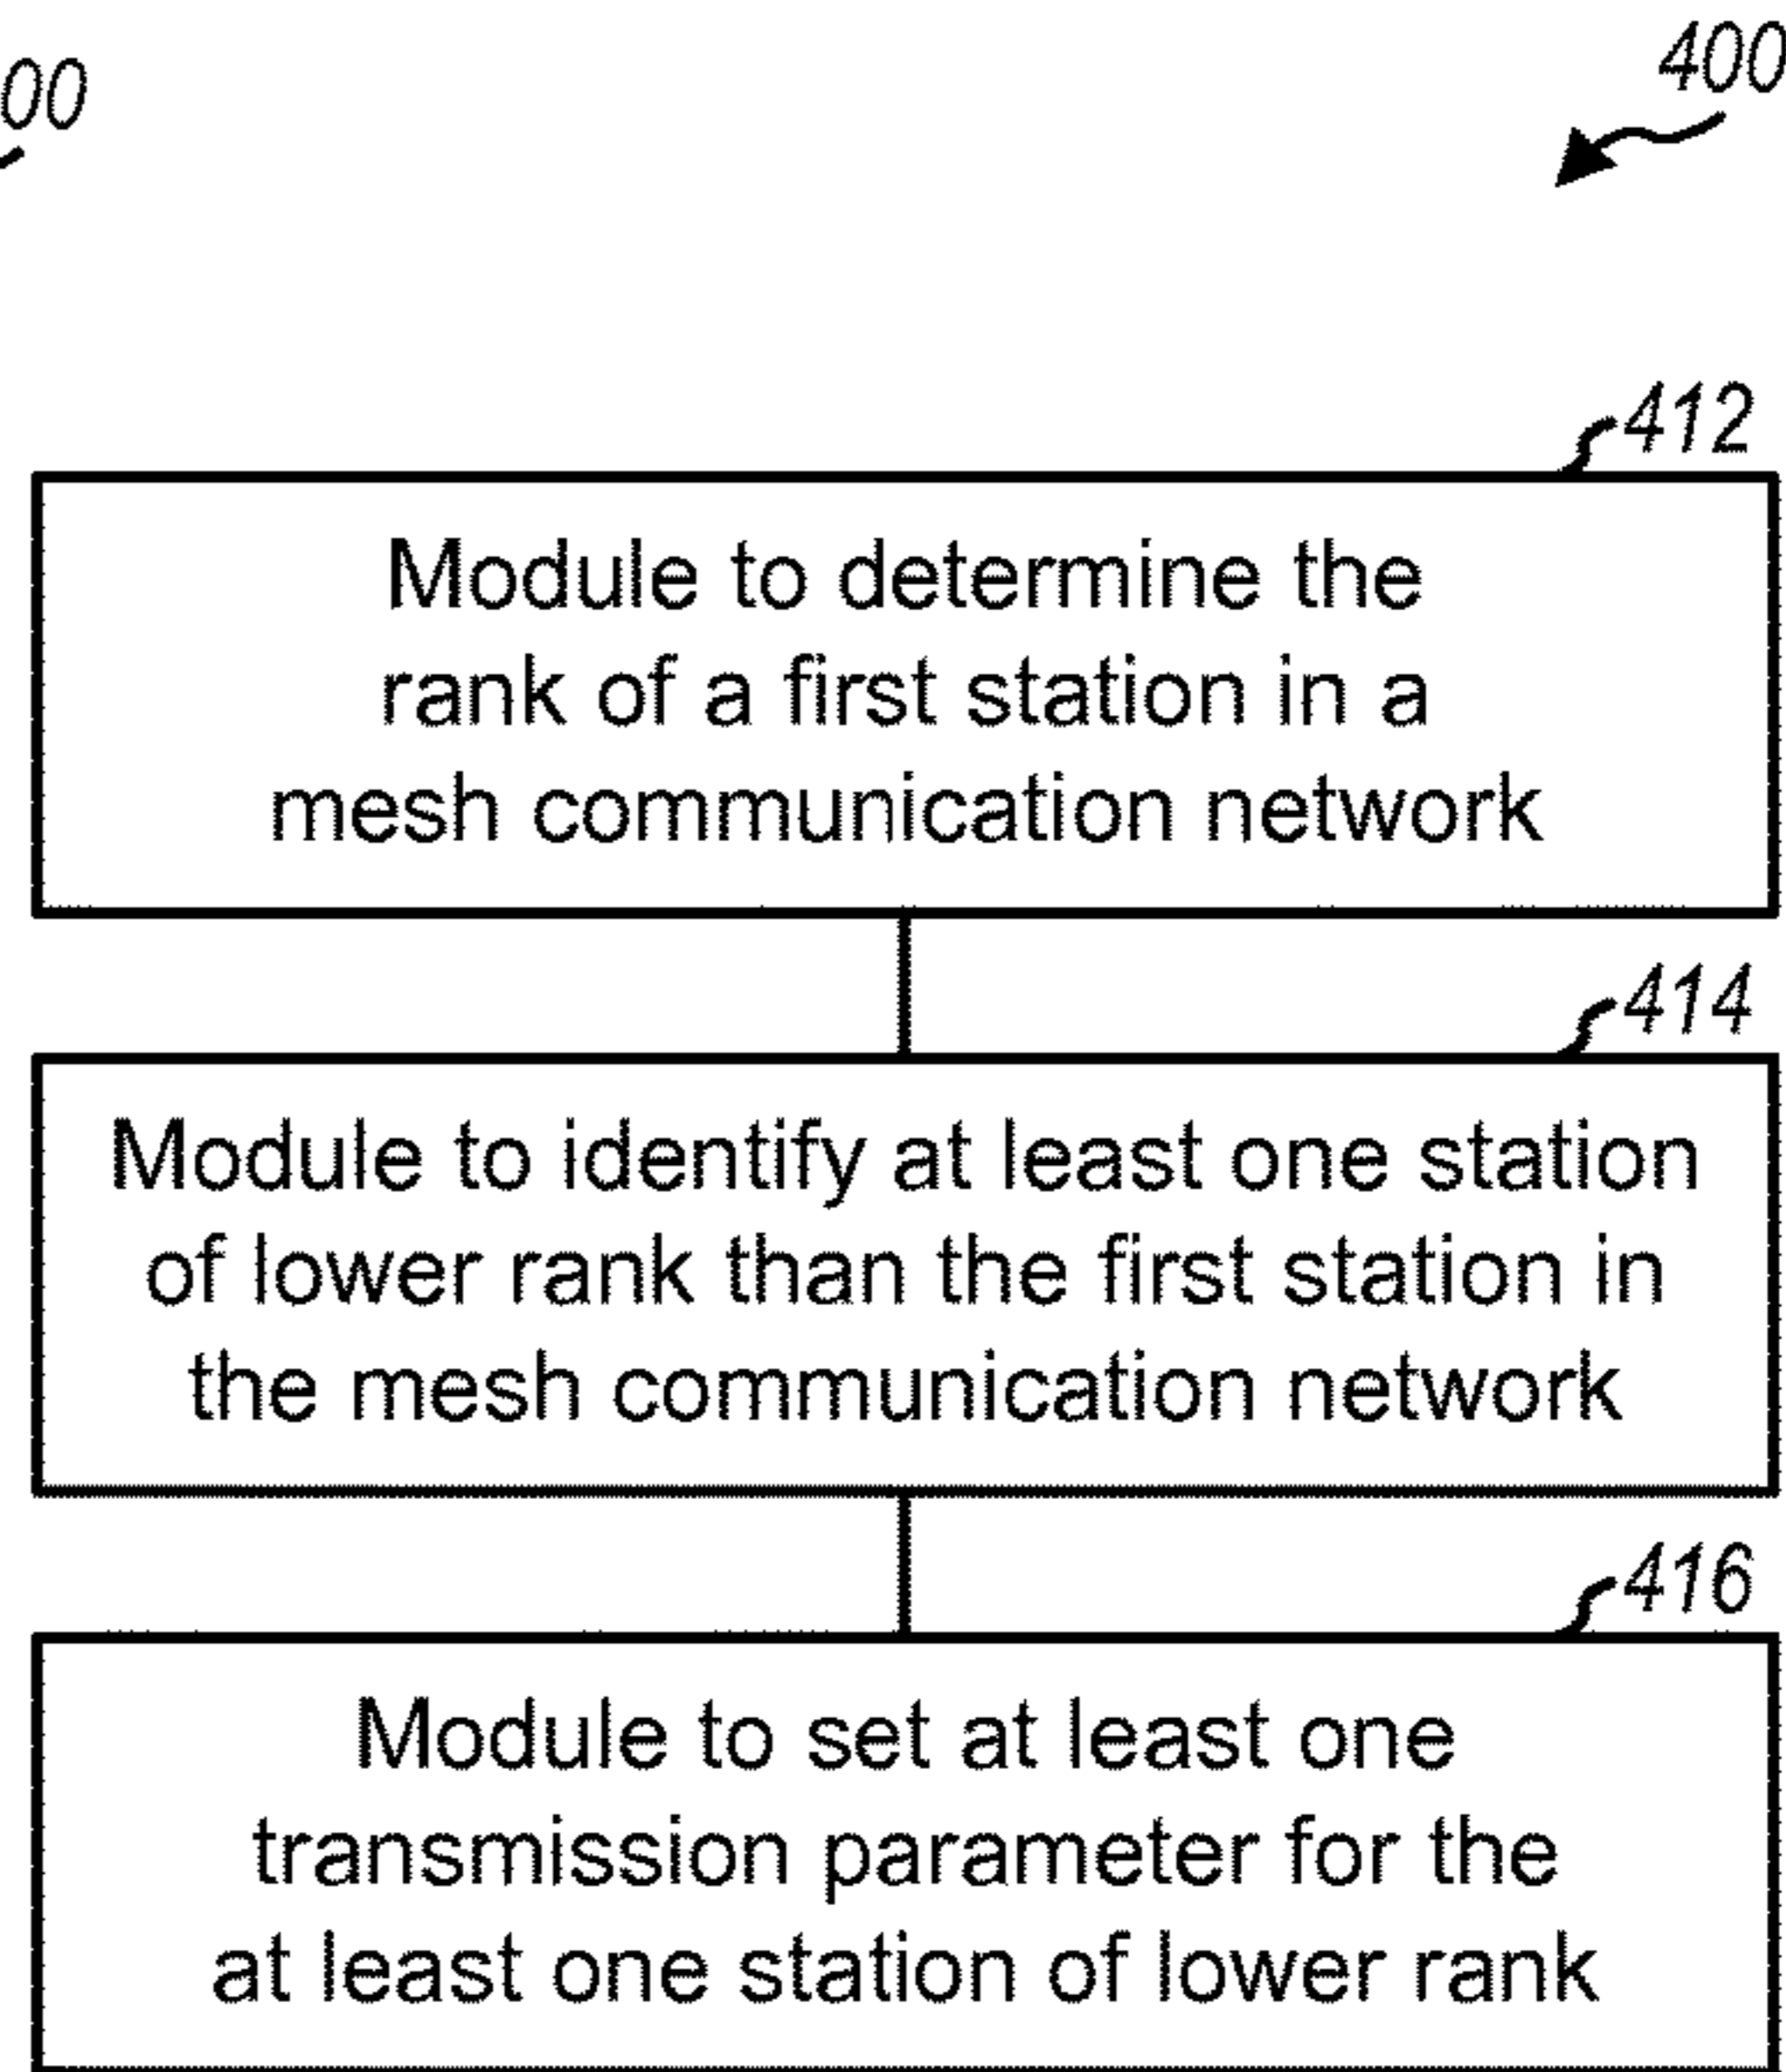 00
400
412
Module to determine the
rank of a first station in a
mesh communication network
414
Module to identify at least one station
of lower rank than the first station in
the mesh communication network
416
Module to set at least one
transmission parameter for the
at least one station of lower rank